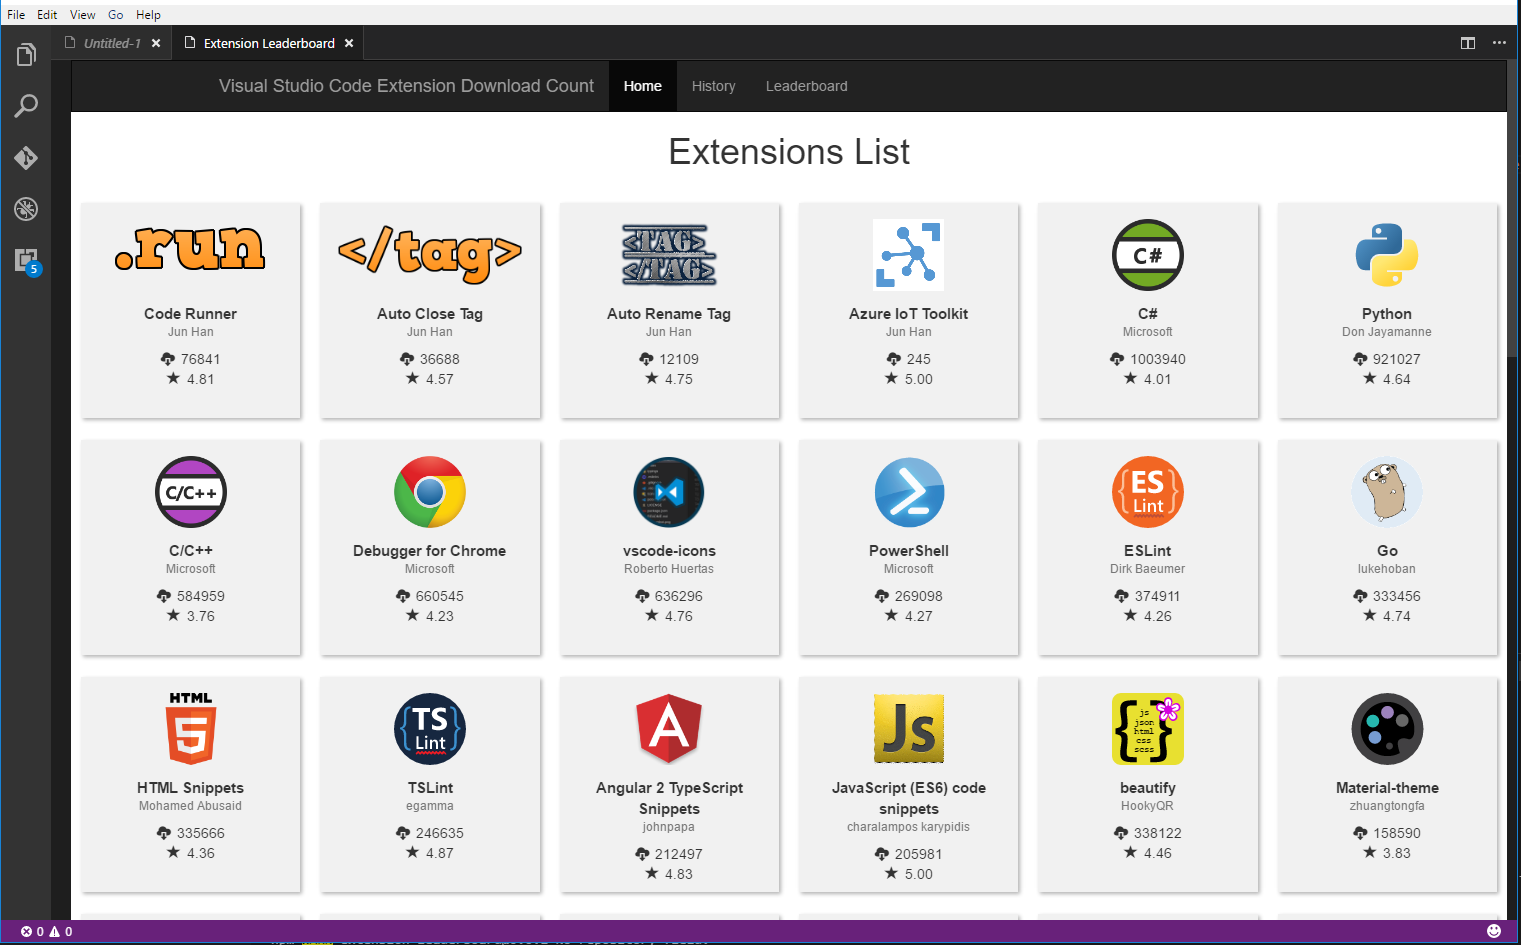 File Edit View Go Help
Untitled-1 Extension Leaderboard
Visual Studio Code Extension Download Count Home History Leaderboard
Extensions List
.run
Code Runner
Jun Han
76841
4.81
</tag>
Auto Close Tag
Jun Han
36688
4.57
<TAG>
</TAG>
Auto Rename Tag
Jun Han
12109
4.75
Azure IoT Toolkit
Jun Han
245
5.00
C#
C#
Microsoft
1003940
4.01
Python
Don Jayamanne
921027
4.64
C/C++
C/C++
Microsoft
584959
3.76
Debugger for Chrome
Microsoft
660545
4.23
vscode-icons
Roberto Huertas
636296
4.76
PowerShell
Microsoft
269098
4.27
{ES
Lint}
ESLint
Dirk Baeumer
374911
4.26
Go
lukehoban
333456
4.74
HTML
5
HTML Snippets
Mohamed Abusaid
335666
4.36
{TS
Lint}
TSLint
egamma
246635
4.87
A
Angular 2 TypeScript
Snippets
johnpapa
212497
4.83
JS
JavaScript (ES6) code
snippets
charalampos karypidis
205981
5.00
js
json
html
css
scss
beautify
HookyQR
338122
4.46
Material-theme
zhuangtongfa
158590
3.83
5
0 0